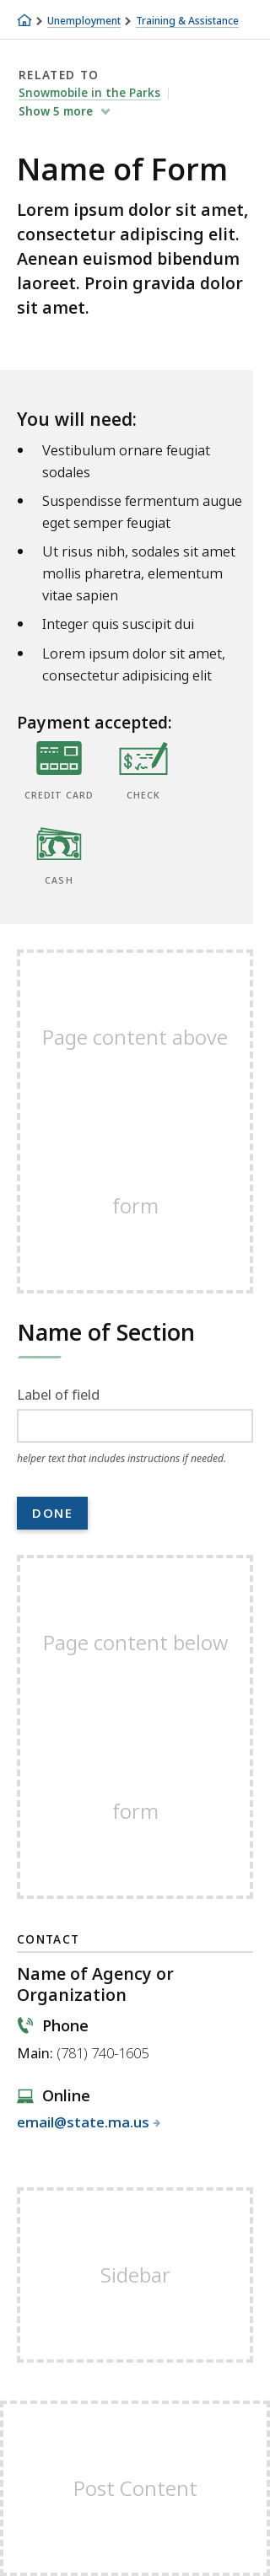 Unemployment Training & Assistance
RELATED TO
Snowmobile in the Parks
Show 5 more
Name of Form
Lorem ipsum dolor sit amet,
consectetur adipiscing elit.
Aenean euismod bibendum
laoreet. Proin gravida dolor
sit amet.
You will need:
Vestibulum ornare feugiat
sodales
Suspendisse fermentum augue
eget semper feugiat
Ut risus nibh, sodales sit amet
mollis pharetra, elementum
vitae sapien
Integer quis suscipit dui
Lorem ipsum dolor sit amet,
consectetur adipisicing elit
Payment accepted:
CREDIT CARD CHECK
CASH
Page content above
form
Name of Section
Label of field
helper text that includes instructions if needed.
DONE
Page content below
form
CONTACT
Name of Agency or
Organization
Phone
Main: (781) 740-1605
Online
email@state.ma.us
Sidebar
Post Content